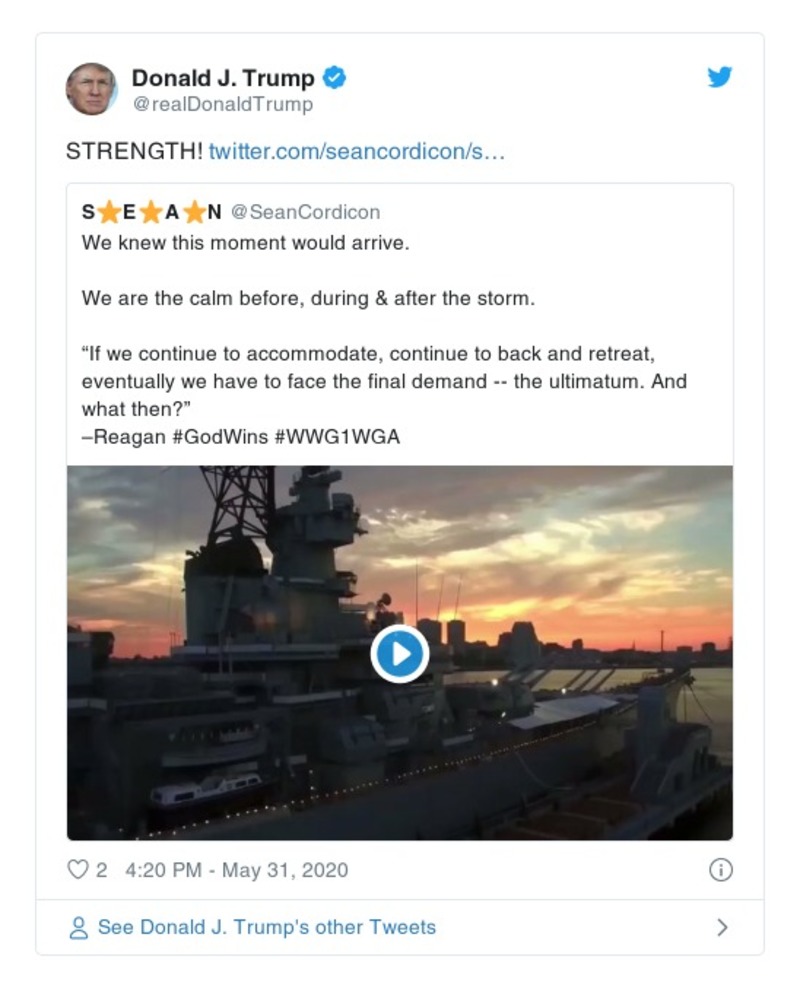 Donald J. Trump
@realDonaldTrump
STRENGTH! twitter.com/seancordicon/s…
S⭐E⭐A⭐N @SeanCordicon
We knew this moment would arrive.
We are the calm before, during & after the storm.
“If we continue to accommodate, continue to back and retreat,
eventually we have to face the final demand -- the ultimatum. And
what then?”
–Reagan #GodWins #WWG1WGA
2 4:20 PM - May 31, 2020
See Donald J. Trump's other Tweets